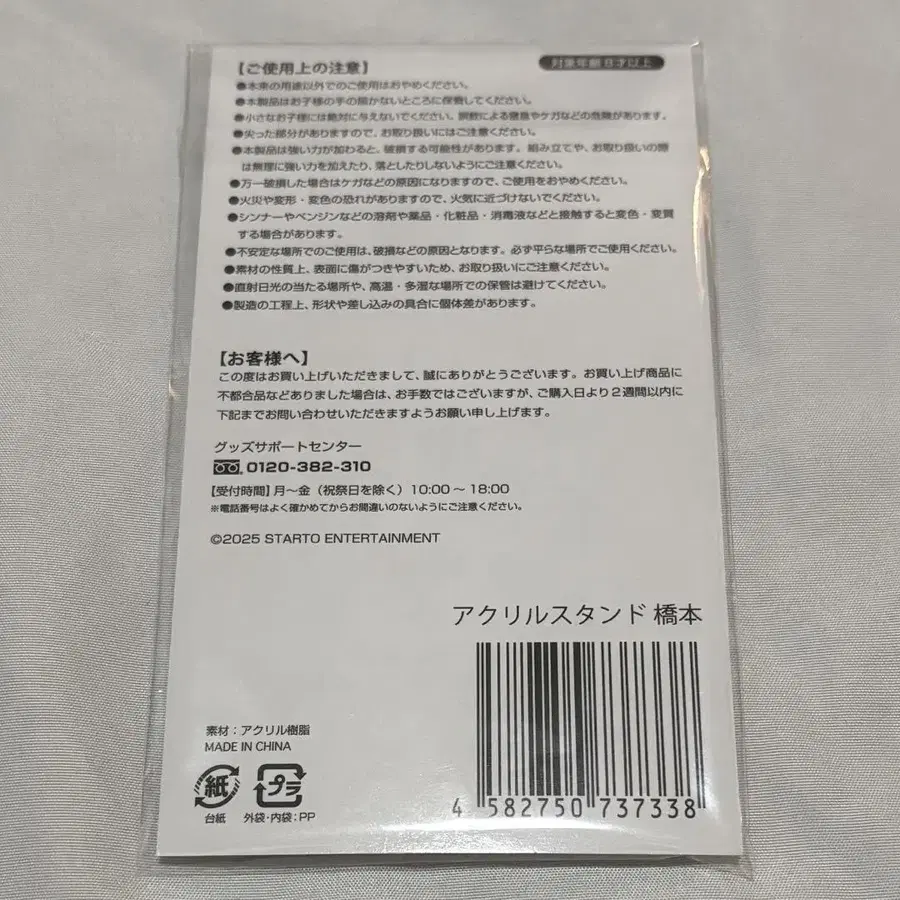 【ご使用上の注意】
対象年齢8才以上
●本来の用途以外でのご使用はおやめください。
●本製品はお子様の手の届かないところに保管してください。
●小さなお子様には絶対に与えないでください。誤飲による窒息やケガなどの危険があります。
●尖った部分がありますので、お取り扱いにはご注意ください。
●本製品は強い力が加わると、破損する可能性があります。組み立てや、お取り扱いの際
は無理に強い力を加えたり、落としたりしないようにご注意ください。
●万一破損した場合はケガなどの原因になりますので、ご使用をおやめください。
●火災や変形・変色の恐れがありますので、火気に近づけないでください。
●シンナーやベンジンなどの溶剤や薬品・化粧品・消毒液などと接触すると変色・変質
する場合があります。
●不安定な場所でのご使用は、破損などの原因となります。必ず平らな場所でご使用ください。
●素材の性質上、表面に傷がつきやすいため、お取り扱いにご注意ください。
●直射日光の当たる場所や、高温・多湿な場所での保管は避けてください。
●製造の工程上、形状や差し込みの具合に個体差があります。
【お客様へ】
この度はお買い上げいただきまして、誠にありがとうございます。お買い上げ商品に
不都合品などありました場合は、お手数ではございますが、ご購入日より2週間以内に
下記までお問い合わせいただきますようお願い申し上げます。
グッズサポートセンター
0120-382-310
【受付時間】月〜金（祝祭日を除く）10:00〜18:00
※電話番号はよく確かめてからお間違いのないようにご注意ください。
©2025 STARTO ENTERTAINMENT
アクリルスタンド 橋本
素材：アクリル樹脂
MADE IN CHINA
紙
プラ
台紙
外袋・内袋：PP
4 582750 737338